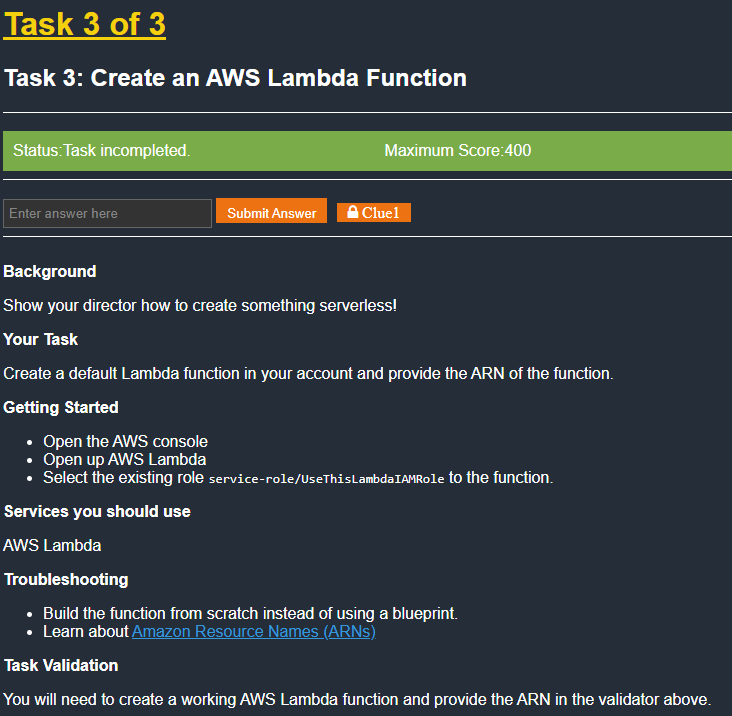 Task 3 of 3
Task 3: Create an AWS Lambda Function
Status:Task incompleted. Maximum Score:400
Enter answer here Submit Answer Clue1
Background
Show your director how to create something serverless!
Your Task
Create a default Lambda function in your account and provide the ARN of the function.
Getting Started
• Open the AWS console
• Open up AWS Lambda
• Select the existing role service-role/UseThisLambdaIAMRole to the function.
Services you should use
AWS Lambda
Troubleshooting
• Build the function from scratch instead of using a blueprint.
• Learn about Amazon Resource Names (ARNs)
Task Validation
You will need to create a working AWS Lambda function and provide the ARN in the validator above.